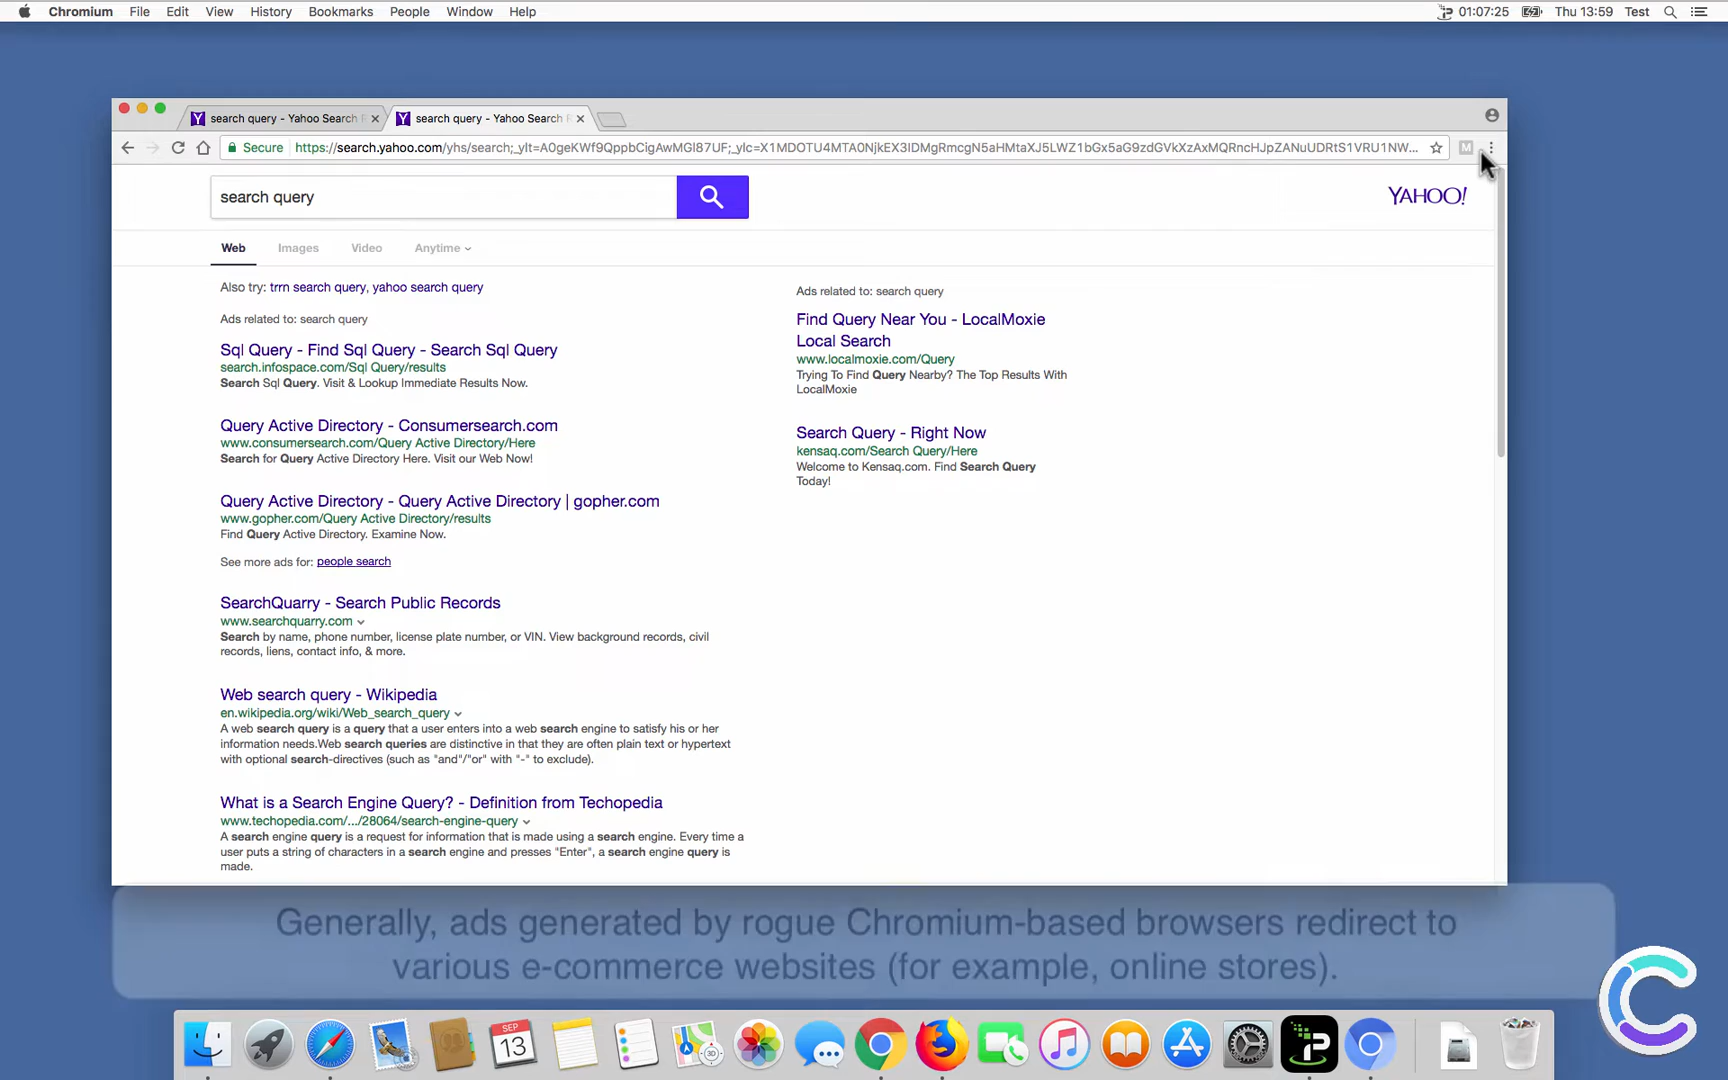 Chromium File Edit View History Bookmarks People Window Help 01:07:25 Thu 13:59 Test
search query - Yahoo Search search query - Yahoo Search
Secure https://search.yahoo.com/yhs/search;_ylt=A0geKWf9QppbCigAwMGl87UF;_ylc=X1MDOTU4MTA0NjkEX3IDMgRmcgN5aHMtaXJ5LWZ1bGx5aG9zdGVkXzAxMQRncHJpZANuUDRtS1VRU1NW... M
search query
YAHOO!
Web Images Video Anytime
Also try: trrn search query, yahoo search query
Ads related to: search query
Sql Query - Find Sql Query - Search Sql Query
search.infospace.com/Sql Query/results
Search Sql Query. Visit & Lookup Immediate Results Now.
Query Active Directory - Consumersearch.com
www.consumersearch.com/Query Active Directory/Here
Search for Query Active Directory Here. Visit our Web Now!
Query Active Directory - Query Active Directory | gopher.com
www.gopher.com/Query Active Directory/results
Find Query Active Directory. Examine Now.
See more ads for: people search
SearchQuarry - Search Public Records
www.searchquarry.com
Search by name, phone number, license plate number, or VIN. View background records, civil
records, liens, contact info, & more.
Web search query - Wikipedia
en.wikipedia.org/wiki/Web_search_query
A web search query is a query that a user enters into a web search engine to satisfy his or her
information needs.Web search queries are distinctive in that they are often plain text or hypertext
with optional search-directives (such as "and"/"or" with "-" to exclude).
What is a Search Engine Query? - Definition from Techopedia
www.techopedia.com/.../28064/search-engine-query
A search engine query is a request for information that is made using a search engine. Every time a
user puts a string of characters in a search engine and presses "Enter", a search engine query is
made.
Ads related to: search query
Find Query Near You - LocalMoxie
Local Search
www.localmoxie.com/Query
Trying To Find Query Nearby? The Top Results With
LocalMoxie
Search Query - Right Now
kensaq.com/Search Query/Here
Welcome to Kensaq.com. Find Search Query
Today!
Generally, ads generated by rogue Chromium-based browsers redirect to
various e-commerce websites (for example, online stores).
SEP
13
3D